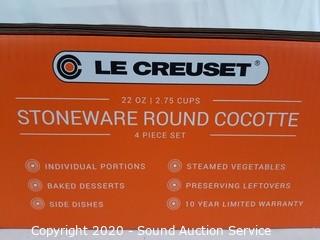 LE CREUSET®
22 OZ | 2.75 CUPS
STONEWARE ROUND COCOTTE
4 PIECE SET
INDIVIDUAL PORTIONS
BAKED DESSERTS
SIDE DISHES
STEAMED VEGETABLES
PRESERVING LEFTOVERS
10 YEAR LIMITED WARRANTY
Copyright 2020 - Sound Auction Service